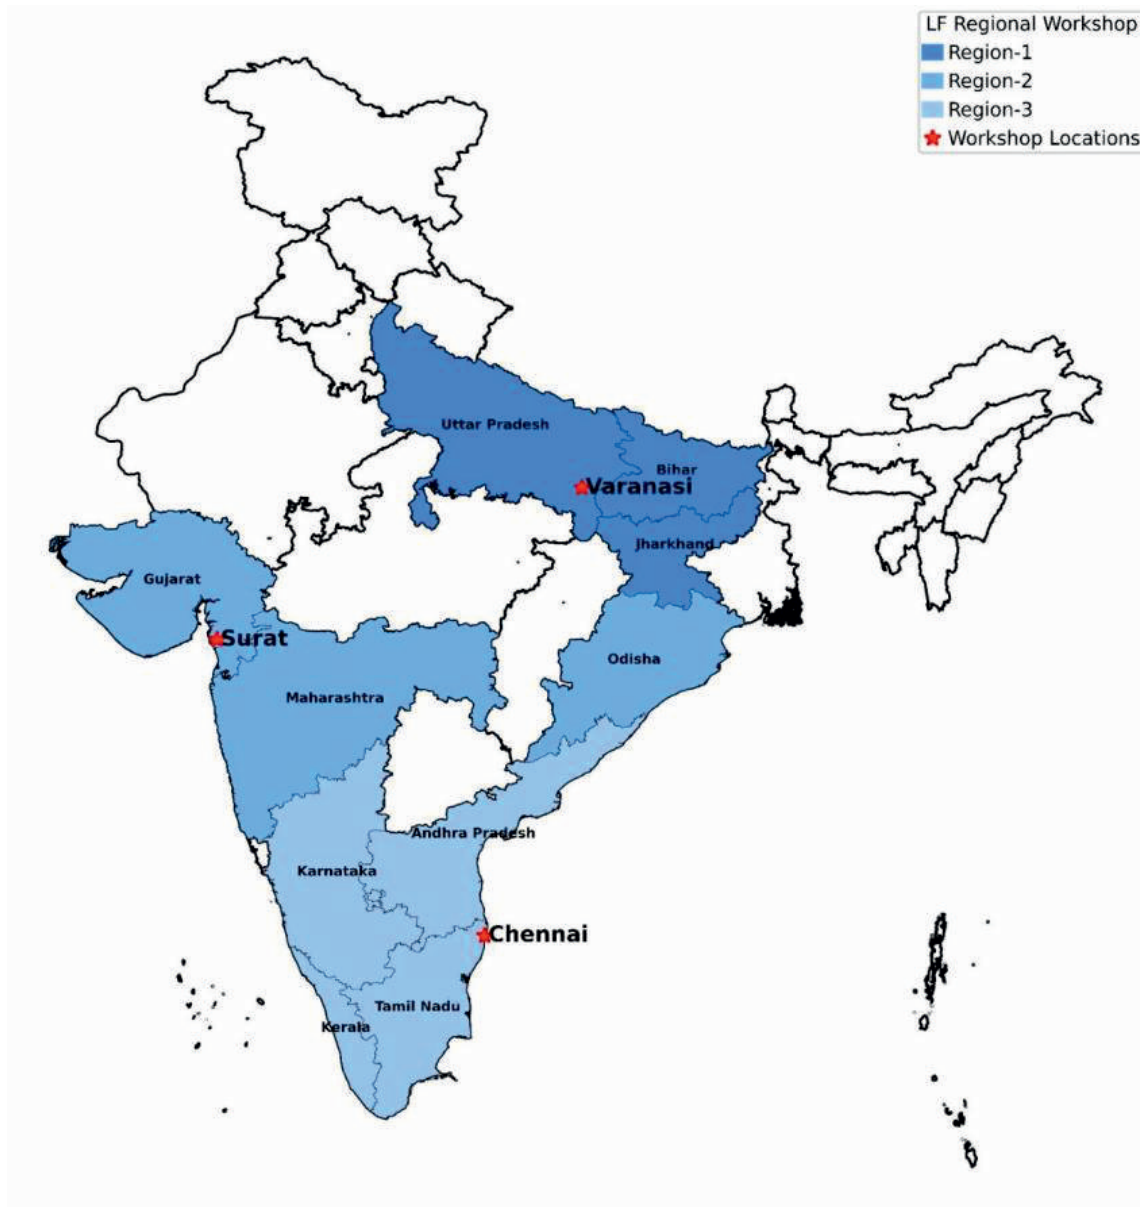 LF Regional Workshop
Region-1
Region-2
Region-3
Workshop Locations
Uttar Pradesh
Bihar
Varanasi
Jharkhand
Gujarat
Surat
Odisha
Maharashtra
Andhra Pradesh
Karnataka
Chennai
Tamil Nadu
Kerala